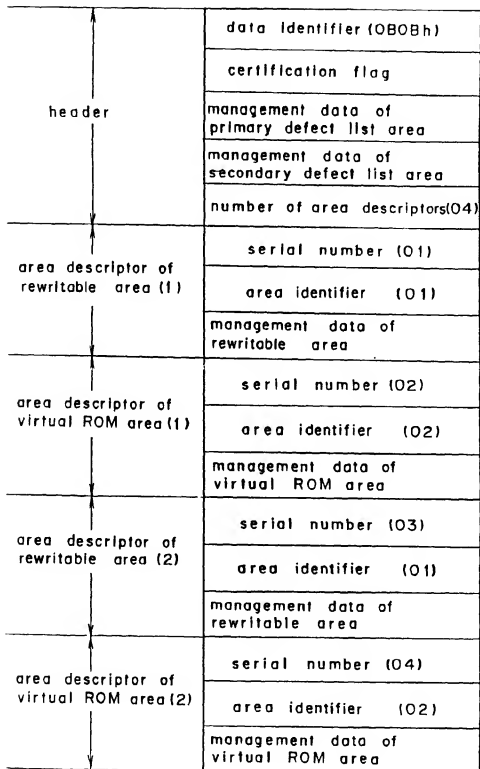 header
data identifier (OBOBh)
certification flag
management data of
primary defect list area
management data of
secondary defect list area
number of area descriptors(04)
area descriptor of
rewritable area (1)
serial number (01)
area identifier (01)
management data of
rewritable area
area descriptor of
virtual ROM area (1)
serial number (02)
area identifier (02)
management data of
virtual ROM area
area descriptor of
rewritable area (2)
serial number (03)
area identifier (01)
management data of
rewritable area
area descriptor of
virtual ROM area (2)
serial number (04)
area identifier (02)
management data of
virtual ROM area